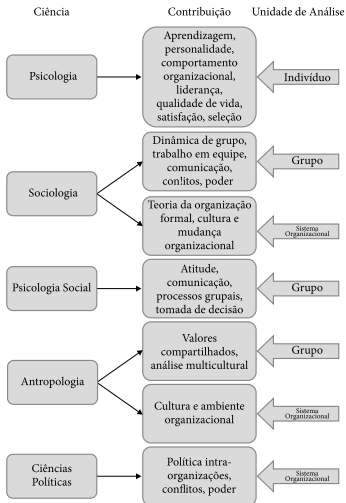 Ciência
Contribuição
Unidade de Análise
Psicologia
Aprendizagem,
personalidade,
comportamento
organizacional,
liderança,
qualidade de vida,
satisfação, seleção
Indivíduo
Sociologia
Dinâmica de grupo,
trabalho em equipe,
comunicação,
con!itos, poder
Grupo
Teoria da organização
formal, cultura e
mudança
organizacional
Sistema
Organizacional
Psicologia Social
Atitude,
comunicação,
processos grupais,
tomada de decisão
Grupo
Antropologia
Valores
compartilhados,
análise multicultural
Grupo
Cultura e ambiente
organizacional
Sistema
Organizacional
Ciências
Políticas
Política intra-
organizações,
conflitos, poder
Sistema
Organizacional